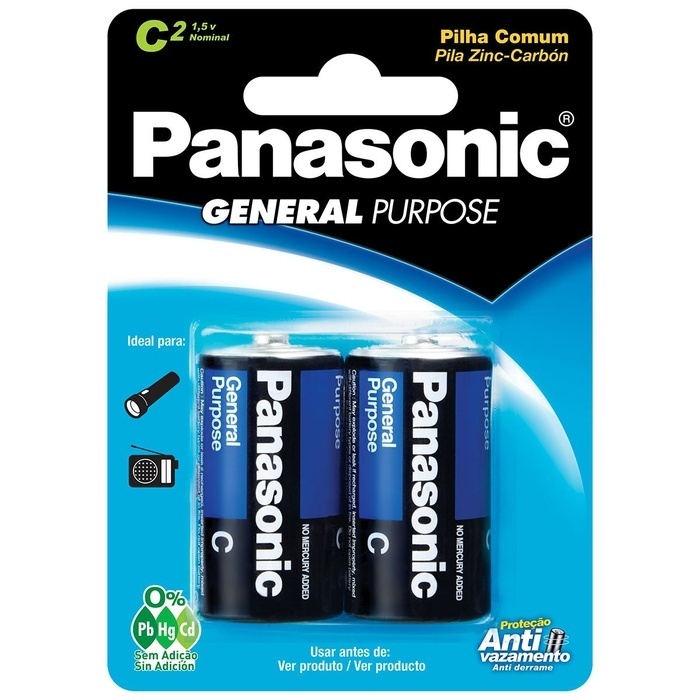 C2 1,5 v
Nominal
Pilha Comum
Pila Zinc-Carbón
Panasonic®
GENERAL PURPOSE
Ideal para:
General Purpose
Panasonic
Purpose
C
NO MERCURY ADDED
General Purpose
Panasonic
Purpose
C
NO MERCURY ADDED
0%
Pb Hg Cd
Sem Adição
Sin Adición
Usar antes de:
Ver produto / Ver producto
Proteção
Anti
vazamento
Anti derrame